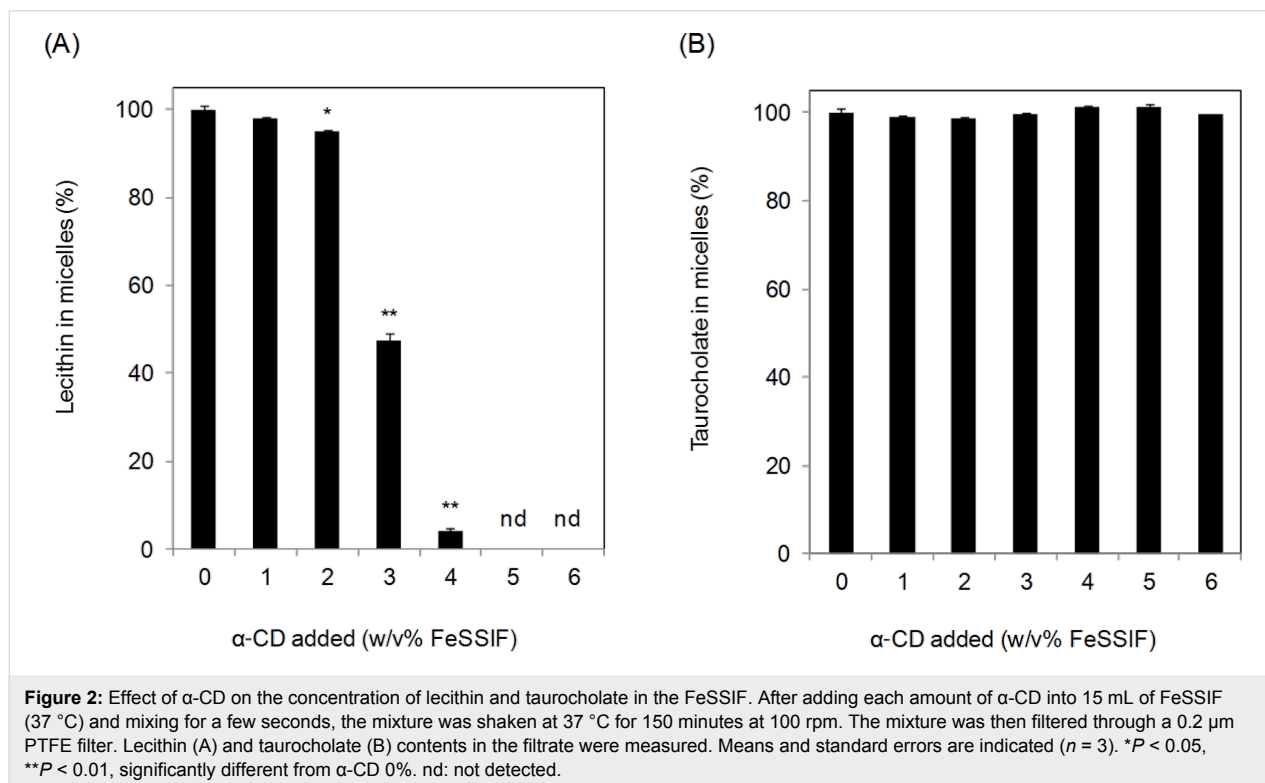 (A)
(B)
100
80
60
40
20
0
Lecithin in micelles (%)
*
**
**
nd
nd
0 1 2 3 4 5 6
α-CD added (w/v% FeSSIF)
100
80
60
40
20
0
Taurocholate in micelles (%)
0 1 2 3 4 5 6
α-CD added (w/v% FeSSIF)
Figure 2: Effect of α-CD on the concentration of lecithin and taurocholate in the FeSSIF. After adding each amount of α-CD into 15 mL of FeSSIF
(37 °C) and mixing for a few seconds, the mixture was shaken at 37 °C for 150 minutes at 100 rpm. The mixture was then filtered through a 0.2 μm
PTFE filter. Lecithin (A) and taurocholate (B) contents in the filtrate were measured. Means and standard errors are indicated (n = 3). *P < 0.05,
**P < 0.01, significantly different from α-CD 0%. nd: not detected.